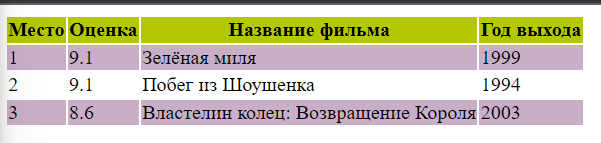 Место Оценка Название фильма Год выхода
1 9.1 Зелёная миля 1999
2 9.1 Побег из Шоушенка 1994
3 8.6 Властелин колец: Возвращение Короля 2003